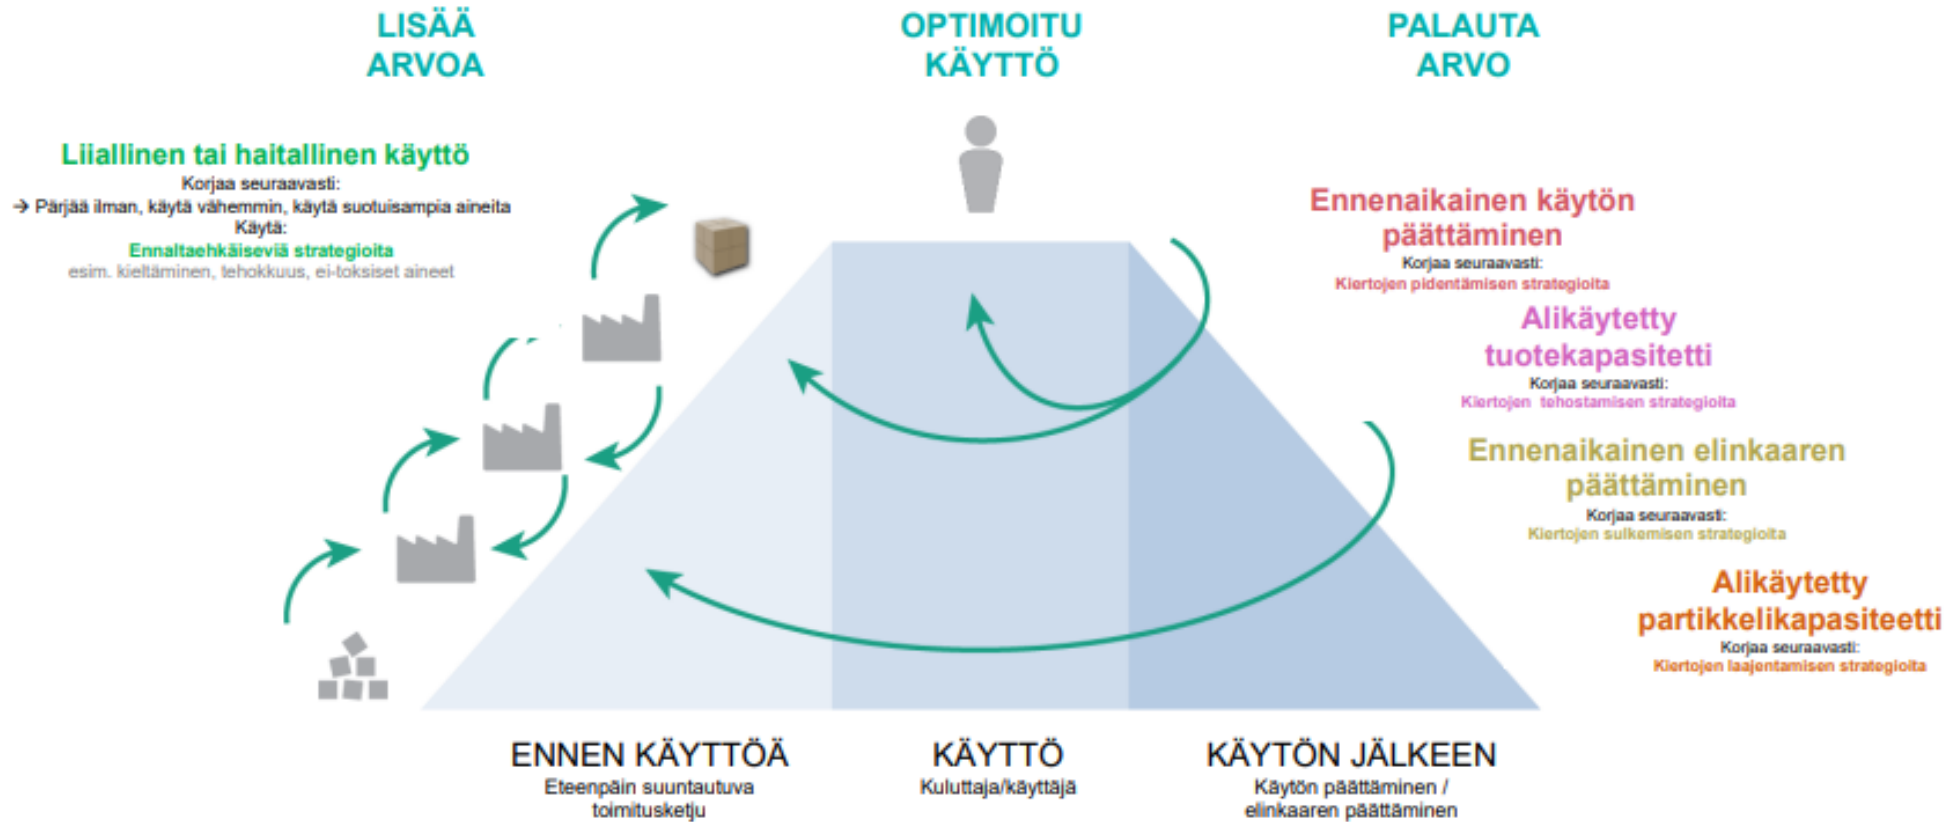 LISÄÄ
ARVOA
OPTIMOITU
KÄYTTÖ
PALAUTA
ARVO
Liiallinen tai haitallinen käyttö
Korjaa seuraavasti:
→ Pärjää ilman, käytä vähemmin, käytä suotuisampia aineita
Käytä:
Ennaltaehkäiseviä strategioita
esim. kieltäminen, tehokkuus, ei-toksiset aineet
Ennenaikainen käytön
päättäminen
Korjaa seuraavasti:
Kiertojen pidentämisen strategioita
Alikäytetty
tuotekapasitetti
Korjaa seuraavasti:
Kiertojen tehostamisen strategioita
Ennenaikainen elinkaaren
päättäminen
Korjaa seuraavasti:
Kiertojen sulkemisen strategioita
Alikäytetty
partikkelikapasiteetti
Korjaa seuraavasti:
Kiertojen laajentamisen strategioita
ENNEN KÄYTTÖÄ
Eteenpäin suuntautuva
toimitusketju
KÄYTTÖ
Kuluttaja/käyttäjä
KÄYTÖN JÄLKEEN
Käytön päättäminen /
elinkaaren päättäminen